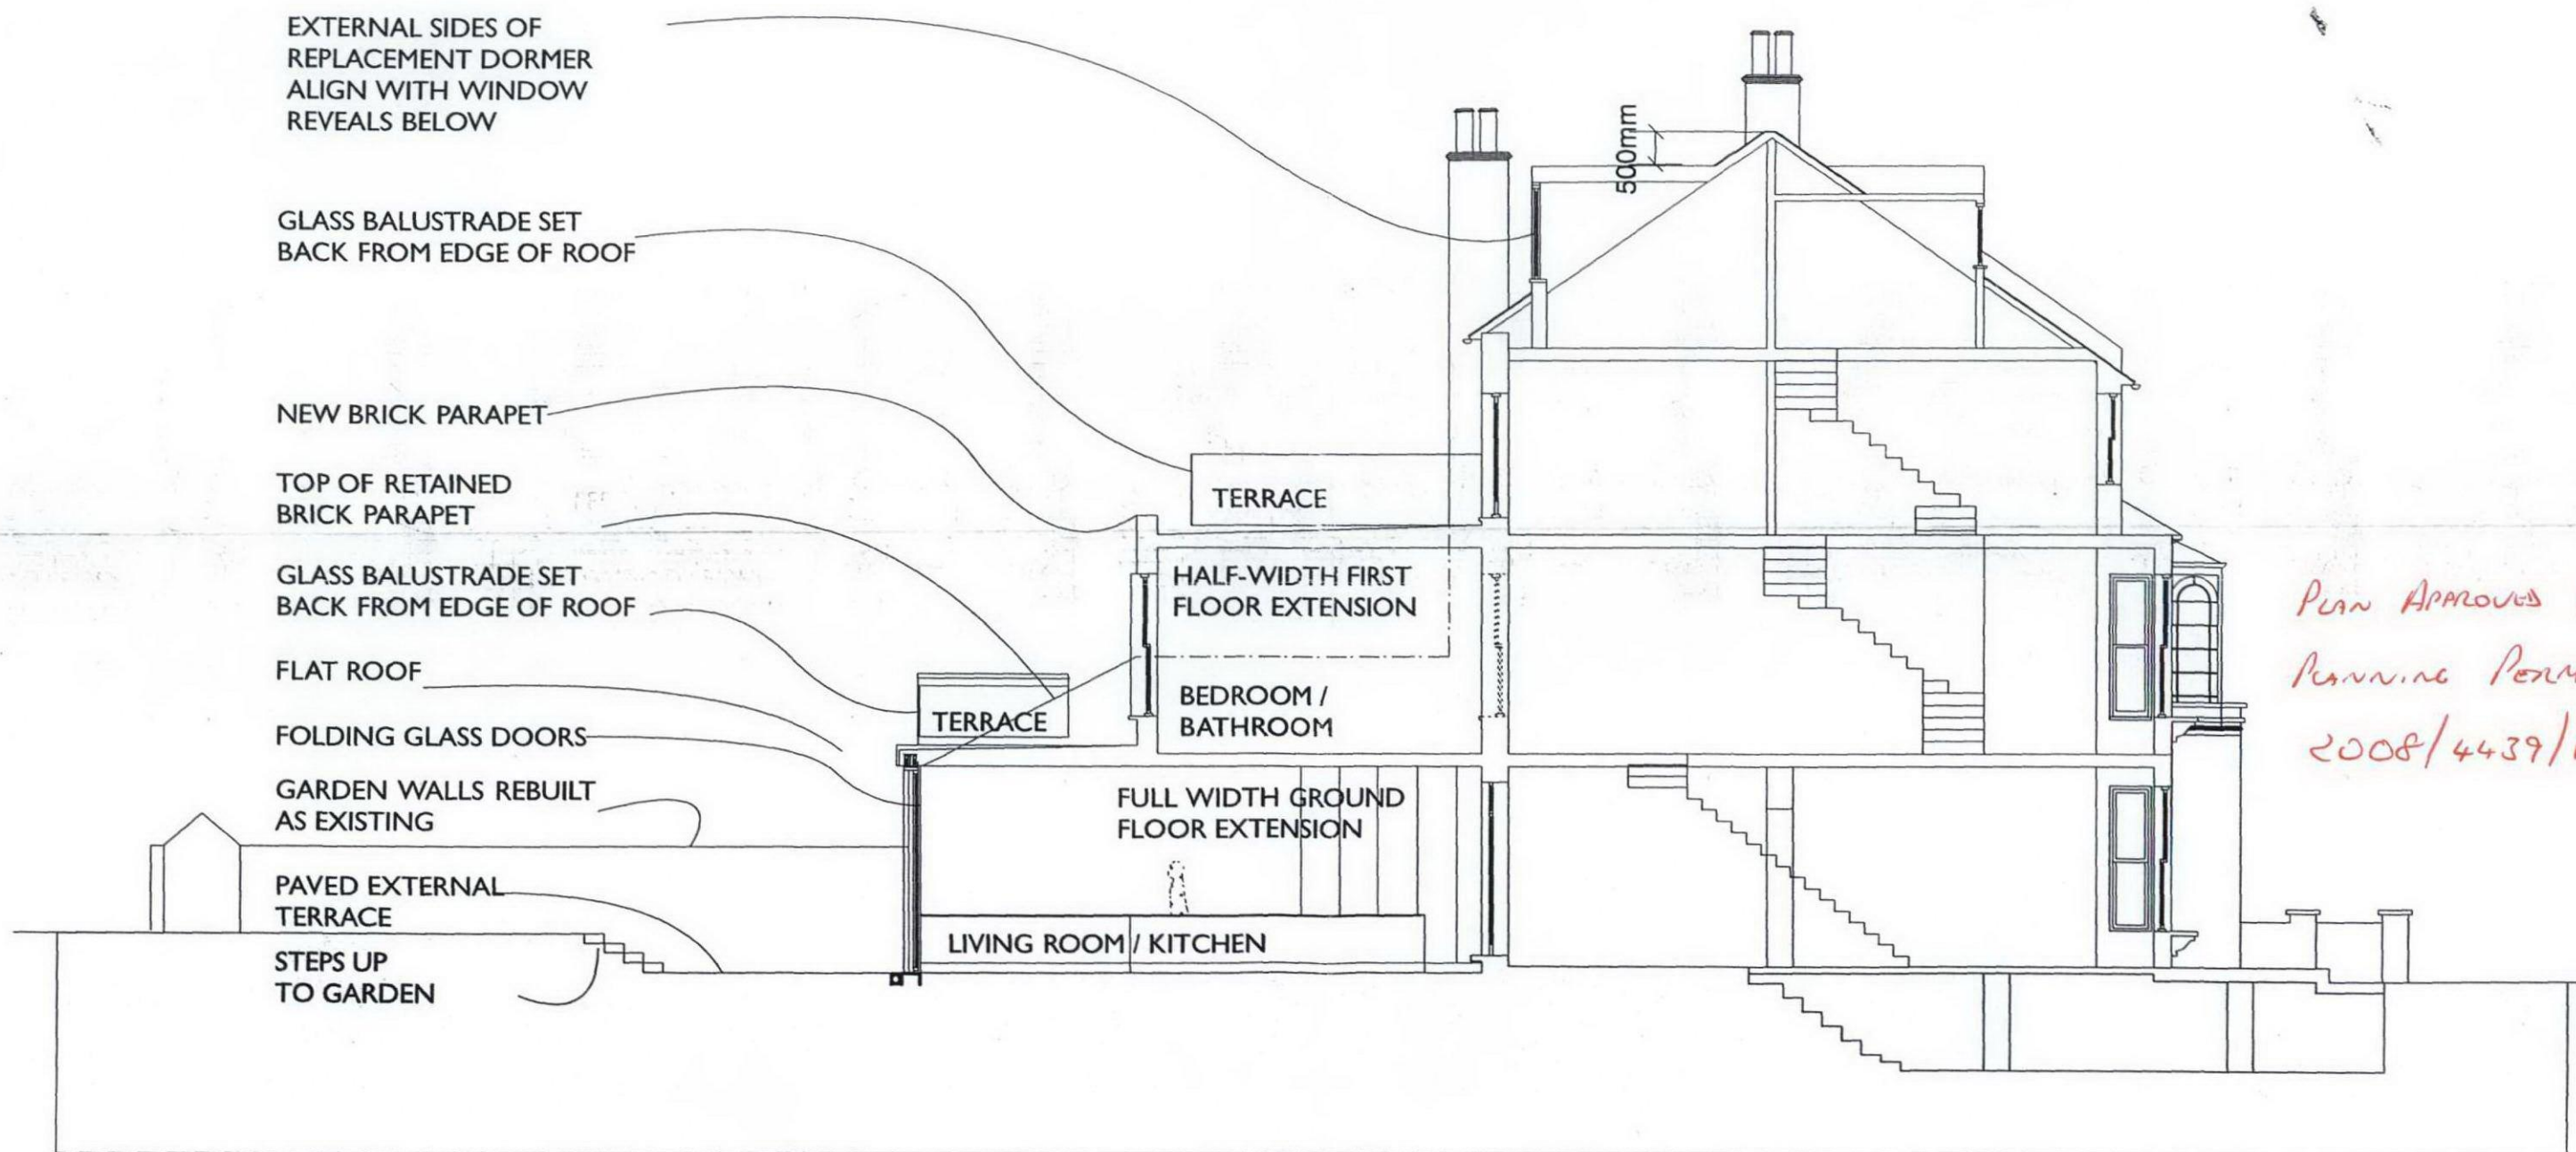 EXTERNAL SIDES OF
REPLACEMENT DORMER
ALIGN WITH WINDOW
REVEALS BELOW
500mm
GLASS BALUSTRADE SET
BACK FROM EDGE OF ROOF
NEW BRICK PARAPET
TOP OF RETAINED
BRICK PARAPET
TERRACE
GLASS BALUSTRADE SET
BACK FROM EDGE OF ROOF
HALF-WIDTH FIRST
FLOOR EXTENSION
FLAT ROOF
BEDROOM /
BATHROOM
TERRACE
FOLDING GLASS DOORS
GARDEN WALLS REBUILT
AS EXISTING
FULL WIDTH GROUND
FLOOR EXTENSION
PAVED EXTERNAL
TERRACE
LIVING ROOM / KITCHEN
STEPS UP
TO GARDEN
PLAN APPROVED
PLANNING PERM
2008/4439/